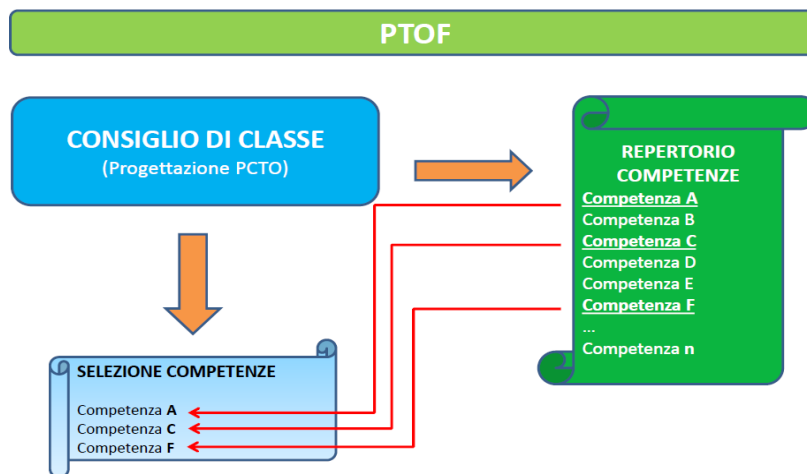 PTOF
CONSIGLIO DI CLASSE
(Progettazione PCTO)
REPERTORIO
COMPETENZE
Competenza A
Competenza B
Competenza C
Competenza D
Competenza E
Competenza F
...
Competenza n
SELEZIONE COMPETENZE
Competenza A
Competenza C
Competenza F